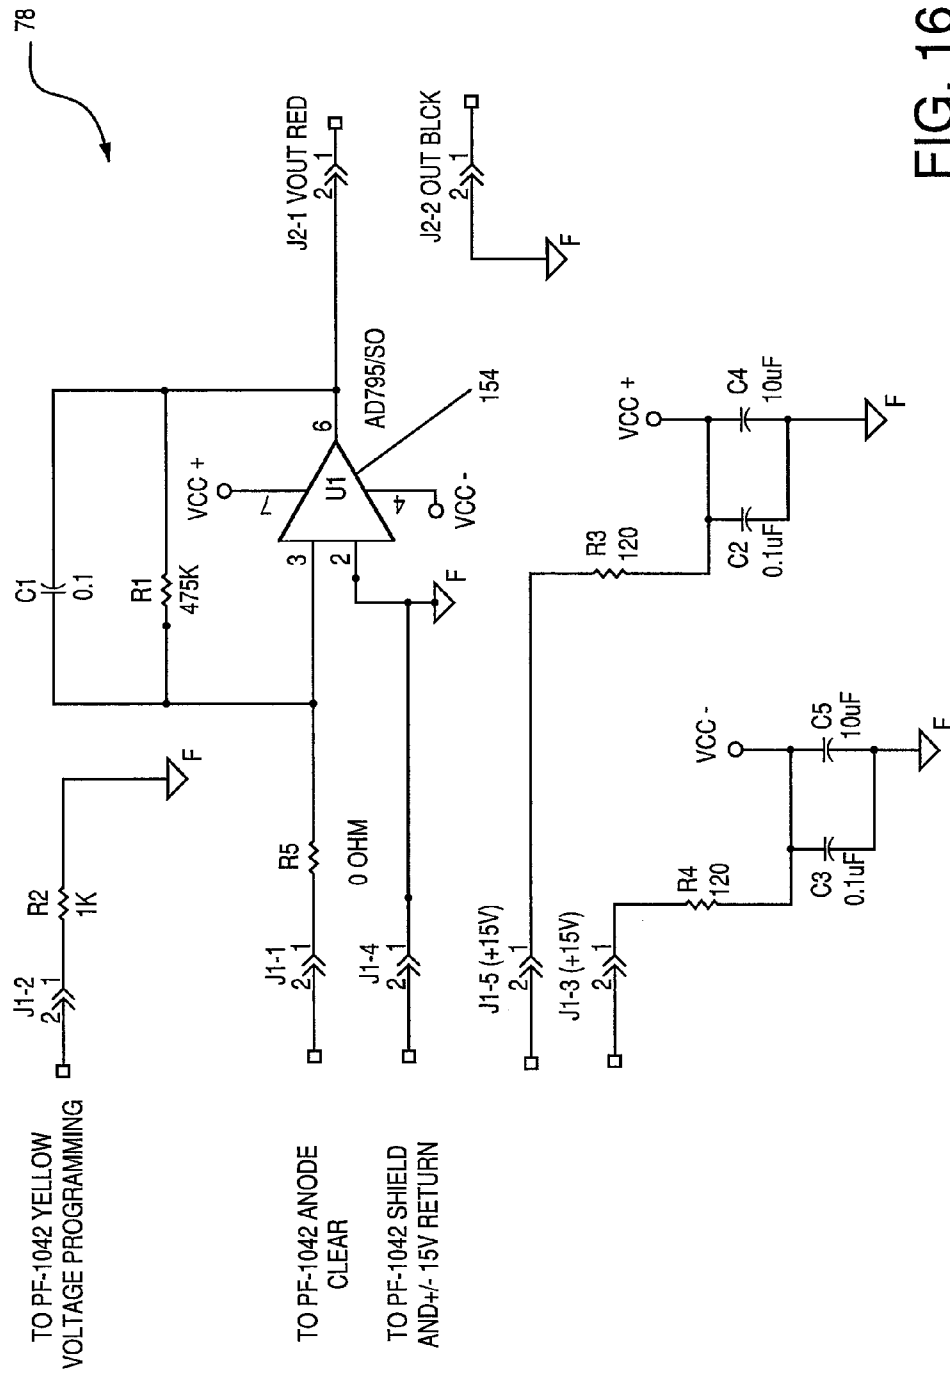 78
TO PF-1042 YELLOW
VOLTAGE PROGRAMMING
J1-2
2 1
R2
1K
F
C1
0.1
R1
475K
VCC +
7
3
2
U1
6
4
VCC -
AD795/SO
154
J2-1 VOUT RED
2 1
J2-2 OUT BLCK
2 1
F
TO PF-1042 ANODE
CLEAR
J1-1
2 1
R5
0 OHM
TO PF-1042 SHIELD
AND+/- 15V RETURN
J1-4
2 1
F
J1-5 (+15V)
2 1
R3
120
VCC +
C2
0.1uF
C4
10uF
F
J1-3 (+15V)
2 1
R4
120
VCC -
C3
0.1uF
C5
10uF
F
FIG. 16